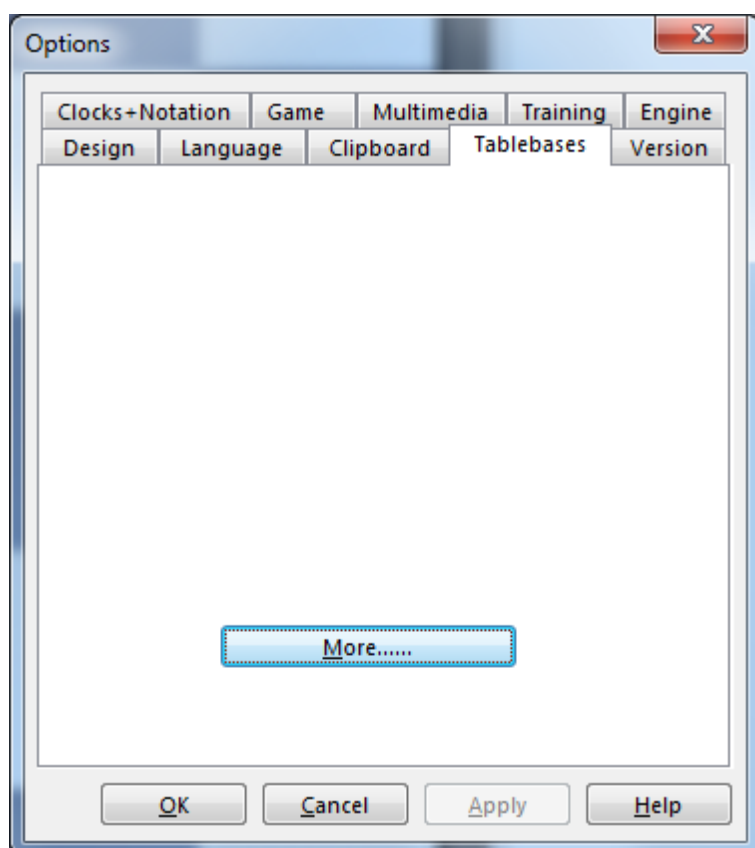 Options
Clocks+Notation Game Multimedia Training Engine
Design Language Clipboard Tablebases Version
More......
OK Cancel Apply Help